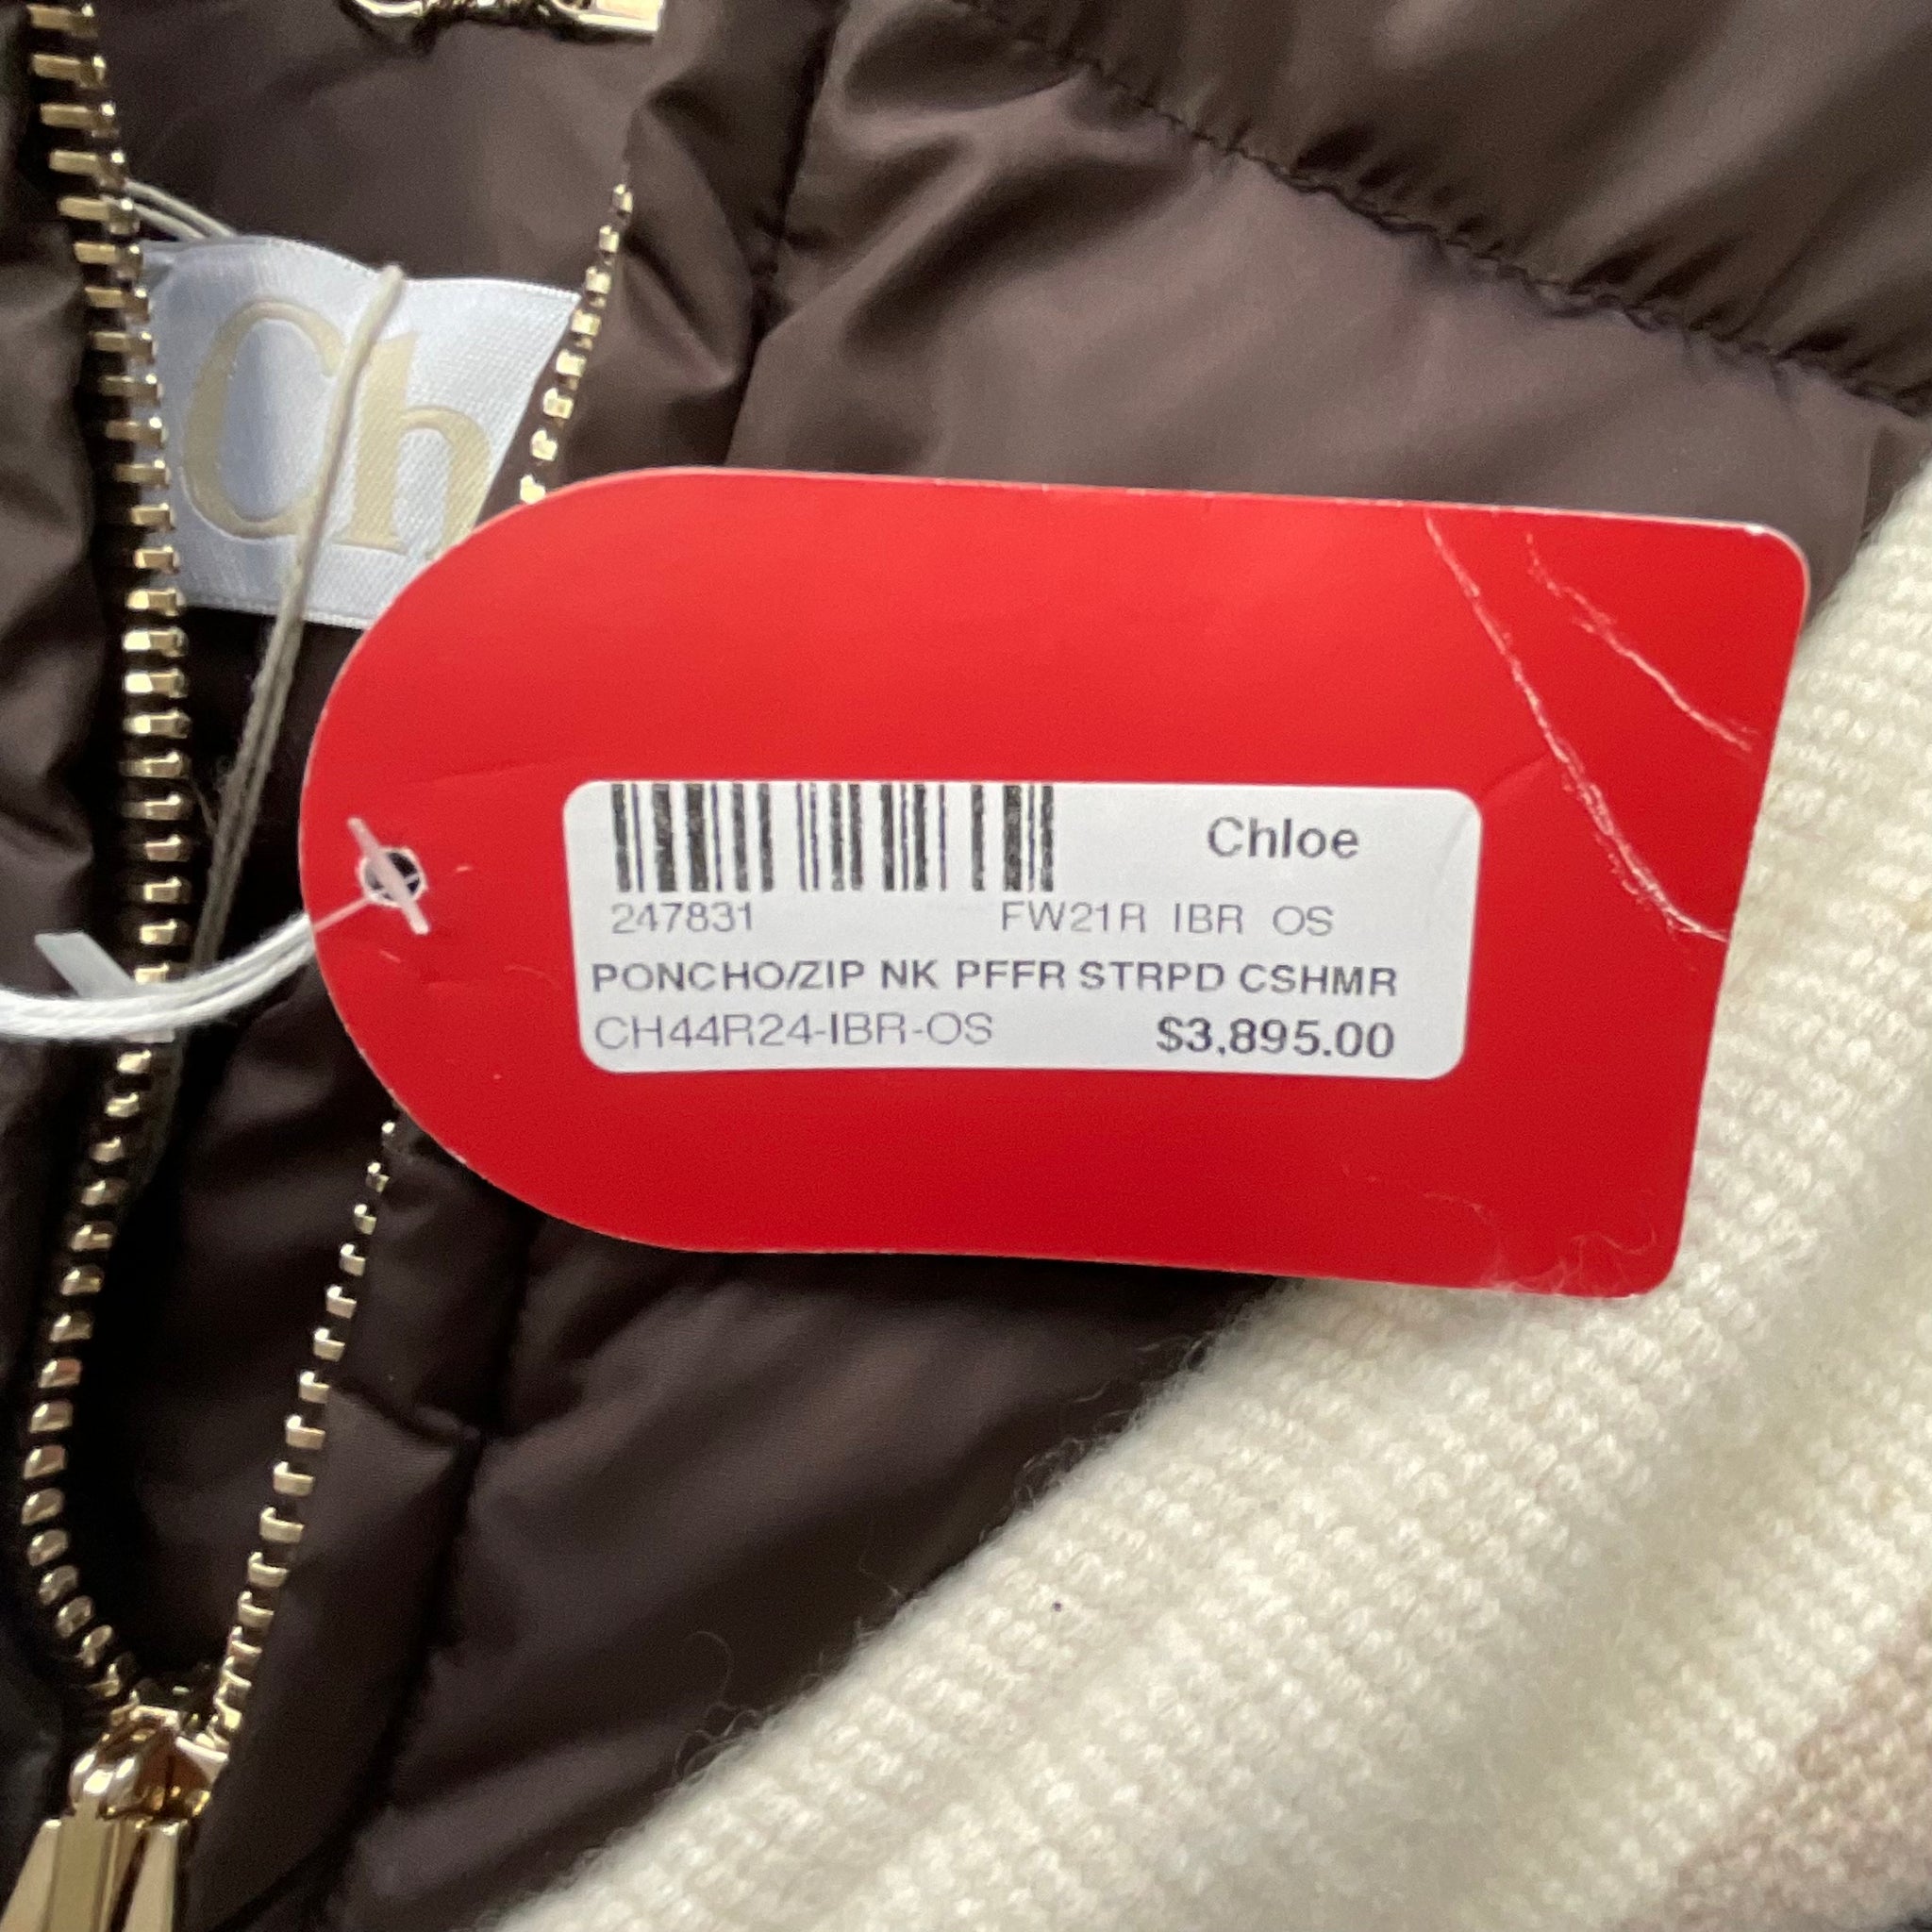 Ch
Chloe
247831 FW21R IBR OS
PONCHO/ZIP NK PFFR STRPD CSHMR
CH44R24-IBR-OS $3,895.00